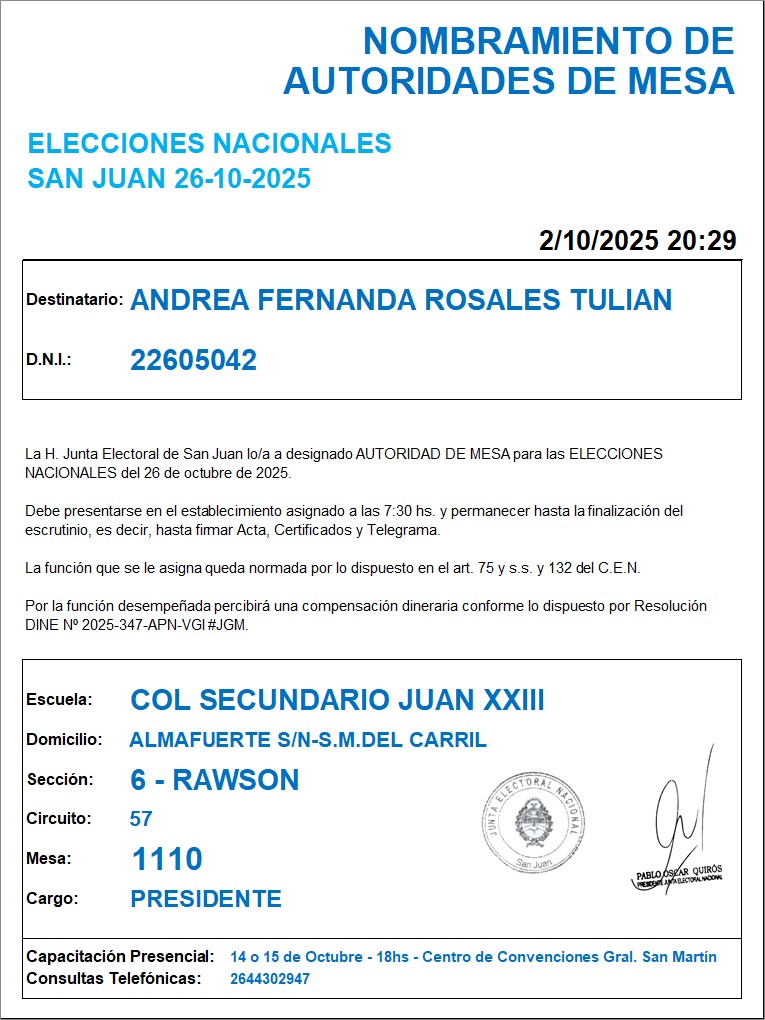 NOMBRAMIENTO DE
AUTORIDADES DE MESA
ELECCIONES NACIONALES
SAN JUAN 26-10-2025
2/10/2025 20:29
Destinatario: ANDREA FERNANDA ROSALES TULIAN
D.N.I.: 22605042
La H. Junta Electoral de San Juan lo/a a designado AUTORIDAD DE MESA para las ELECCIONES
NACIONALES del 26 de octubre de 2025.
Debe presentarse en el establecimiento asignado a las 7:30 hs. y permanecer hasta la finalización del
escrutinio, es decir, hasta firmar Acta, Certificados y Telegrama.
La función que se le asigna queda normada por lo dispuesto en el art. 75 y s.s. y 132 del C.E.N.
Por la función desempeñada percibirá una compensación dineraria conforme lo dispuesto por Resolución
DINE Nº 2025-347-APN-VGI#JGM.
Escuela: COL SECUNDARIO JUAN XXIII
Domicilio: ALMAFUERTE S/N-S.M.DEL CARRIL
Sección: 6 - RAWSON
Circuito: 57
Mesa: 1110
Cargo: PRESIDENTE
JUNTA ELECTORAL NACIONAL
San Juan
PABLO OSCAR QUIRÓS
PRESIDENTE JUNTA ELECTORAL NACIONAL
Capacitación Presencial: 14 o 15 de Octubre - 18hs - Centro de Convenciones Gral. San Martín
Consultas Telefónicas: 2644302947